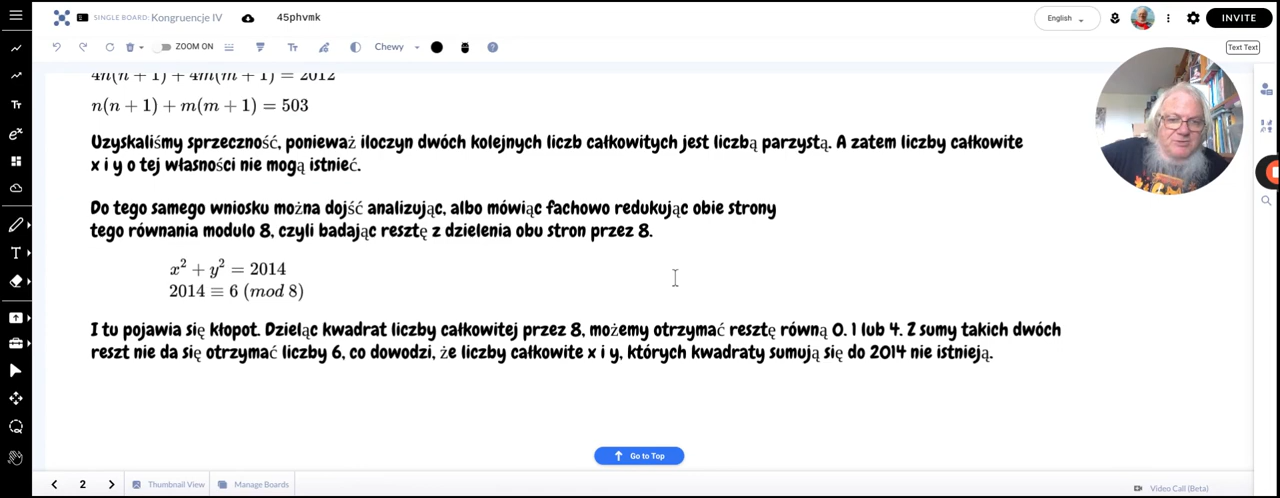 SINGLE BOARD: Kongruencje IV
45phvmk
English
INVITE
ZOOM ON
Tт
Chewy
Text Text
4n(n + 1) + 4m(m + 1) = 2012
n(n + 1) + m(m + 1) = 503
Uzyskaliśmy sprzeczność, ponieważ iloczyn dwóch kolejnych liczb całkowitych jest liczbą parzystą. A zatem liczby całkowite
x i y o tej własności nie mogą istnieć.
Do tego samego wniosku można dojść analizując, albo mówiąc fachowo redukując obie strony
tego równania modulo 8, czyli badając resztę z dzielenia obu stron przez 8.
x² + y² = 2014
2014 ≡ 6 (mod 8)
I tu pojawia się kłopot. Dzieląc kwadrat liczby całkowitej przez 8, możemy otrzymać resztę równą 0. 1 lub 4. Z sumy takich dwóch
reszt nie da się otrzymać liczby 6, co dowodzi, że liczby całkowite x i y, których kwadraty sumują się do 2014 nie istnieją.
Go to Top
2
Thumbnail View
Manage Boards
Video Call (Beta)